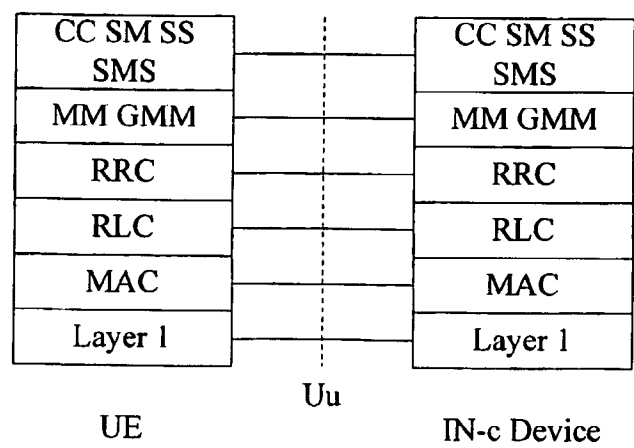 CC SM SS
SMS
MM GMM
RRC
RLC
MAC
Layer 1
CC SM SS
SMS
MM GMM
RRC
RLC
MAC
Layer 1
Uu
UE
IN-c Device